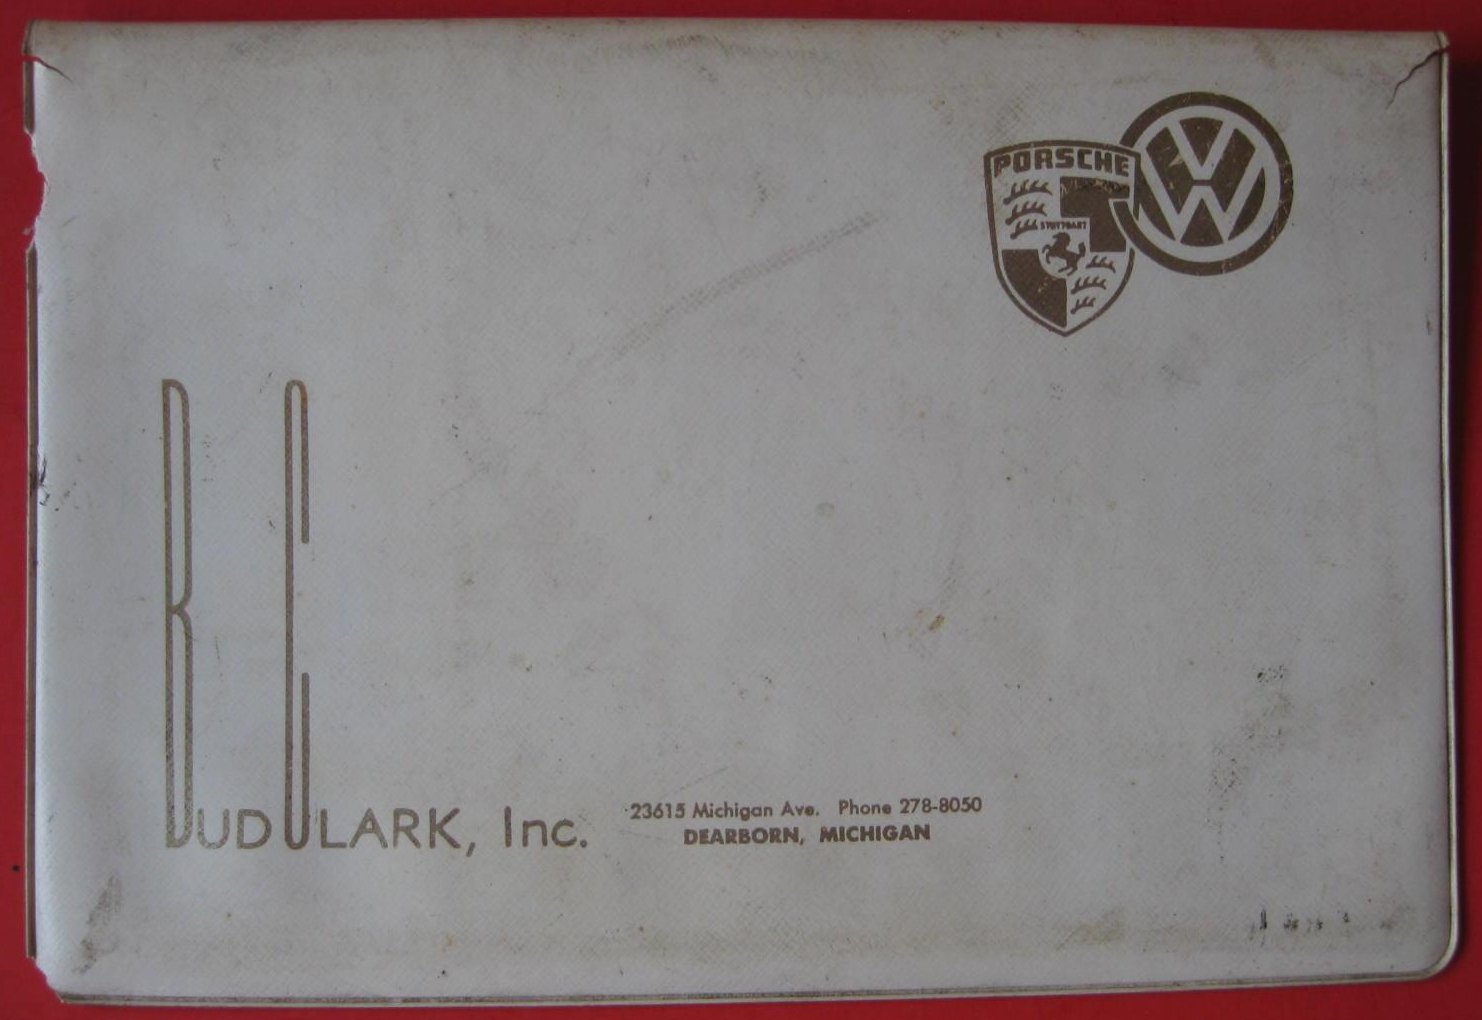 PORSCHE
STUTTGART
BUD CLARK, Inc.
23615 Michigan Ave. Phone 278-8050
DEARBORN, MICHIGAN